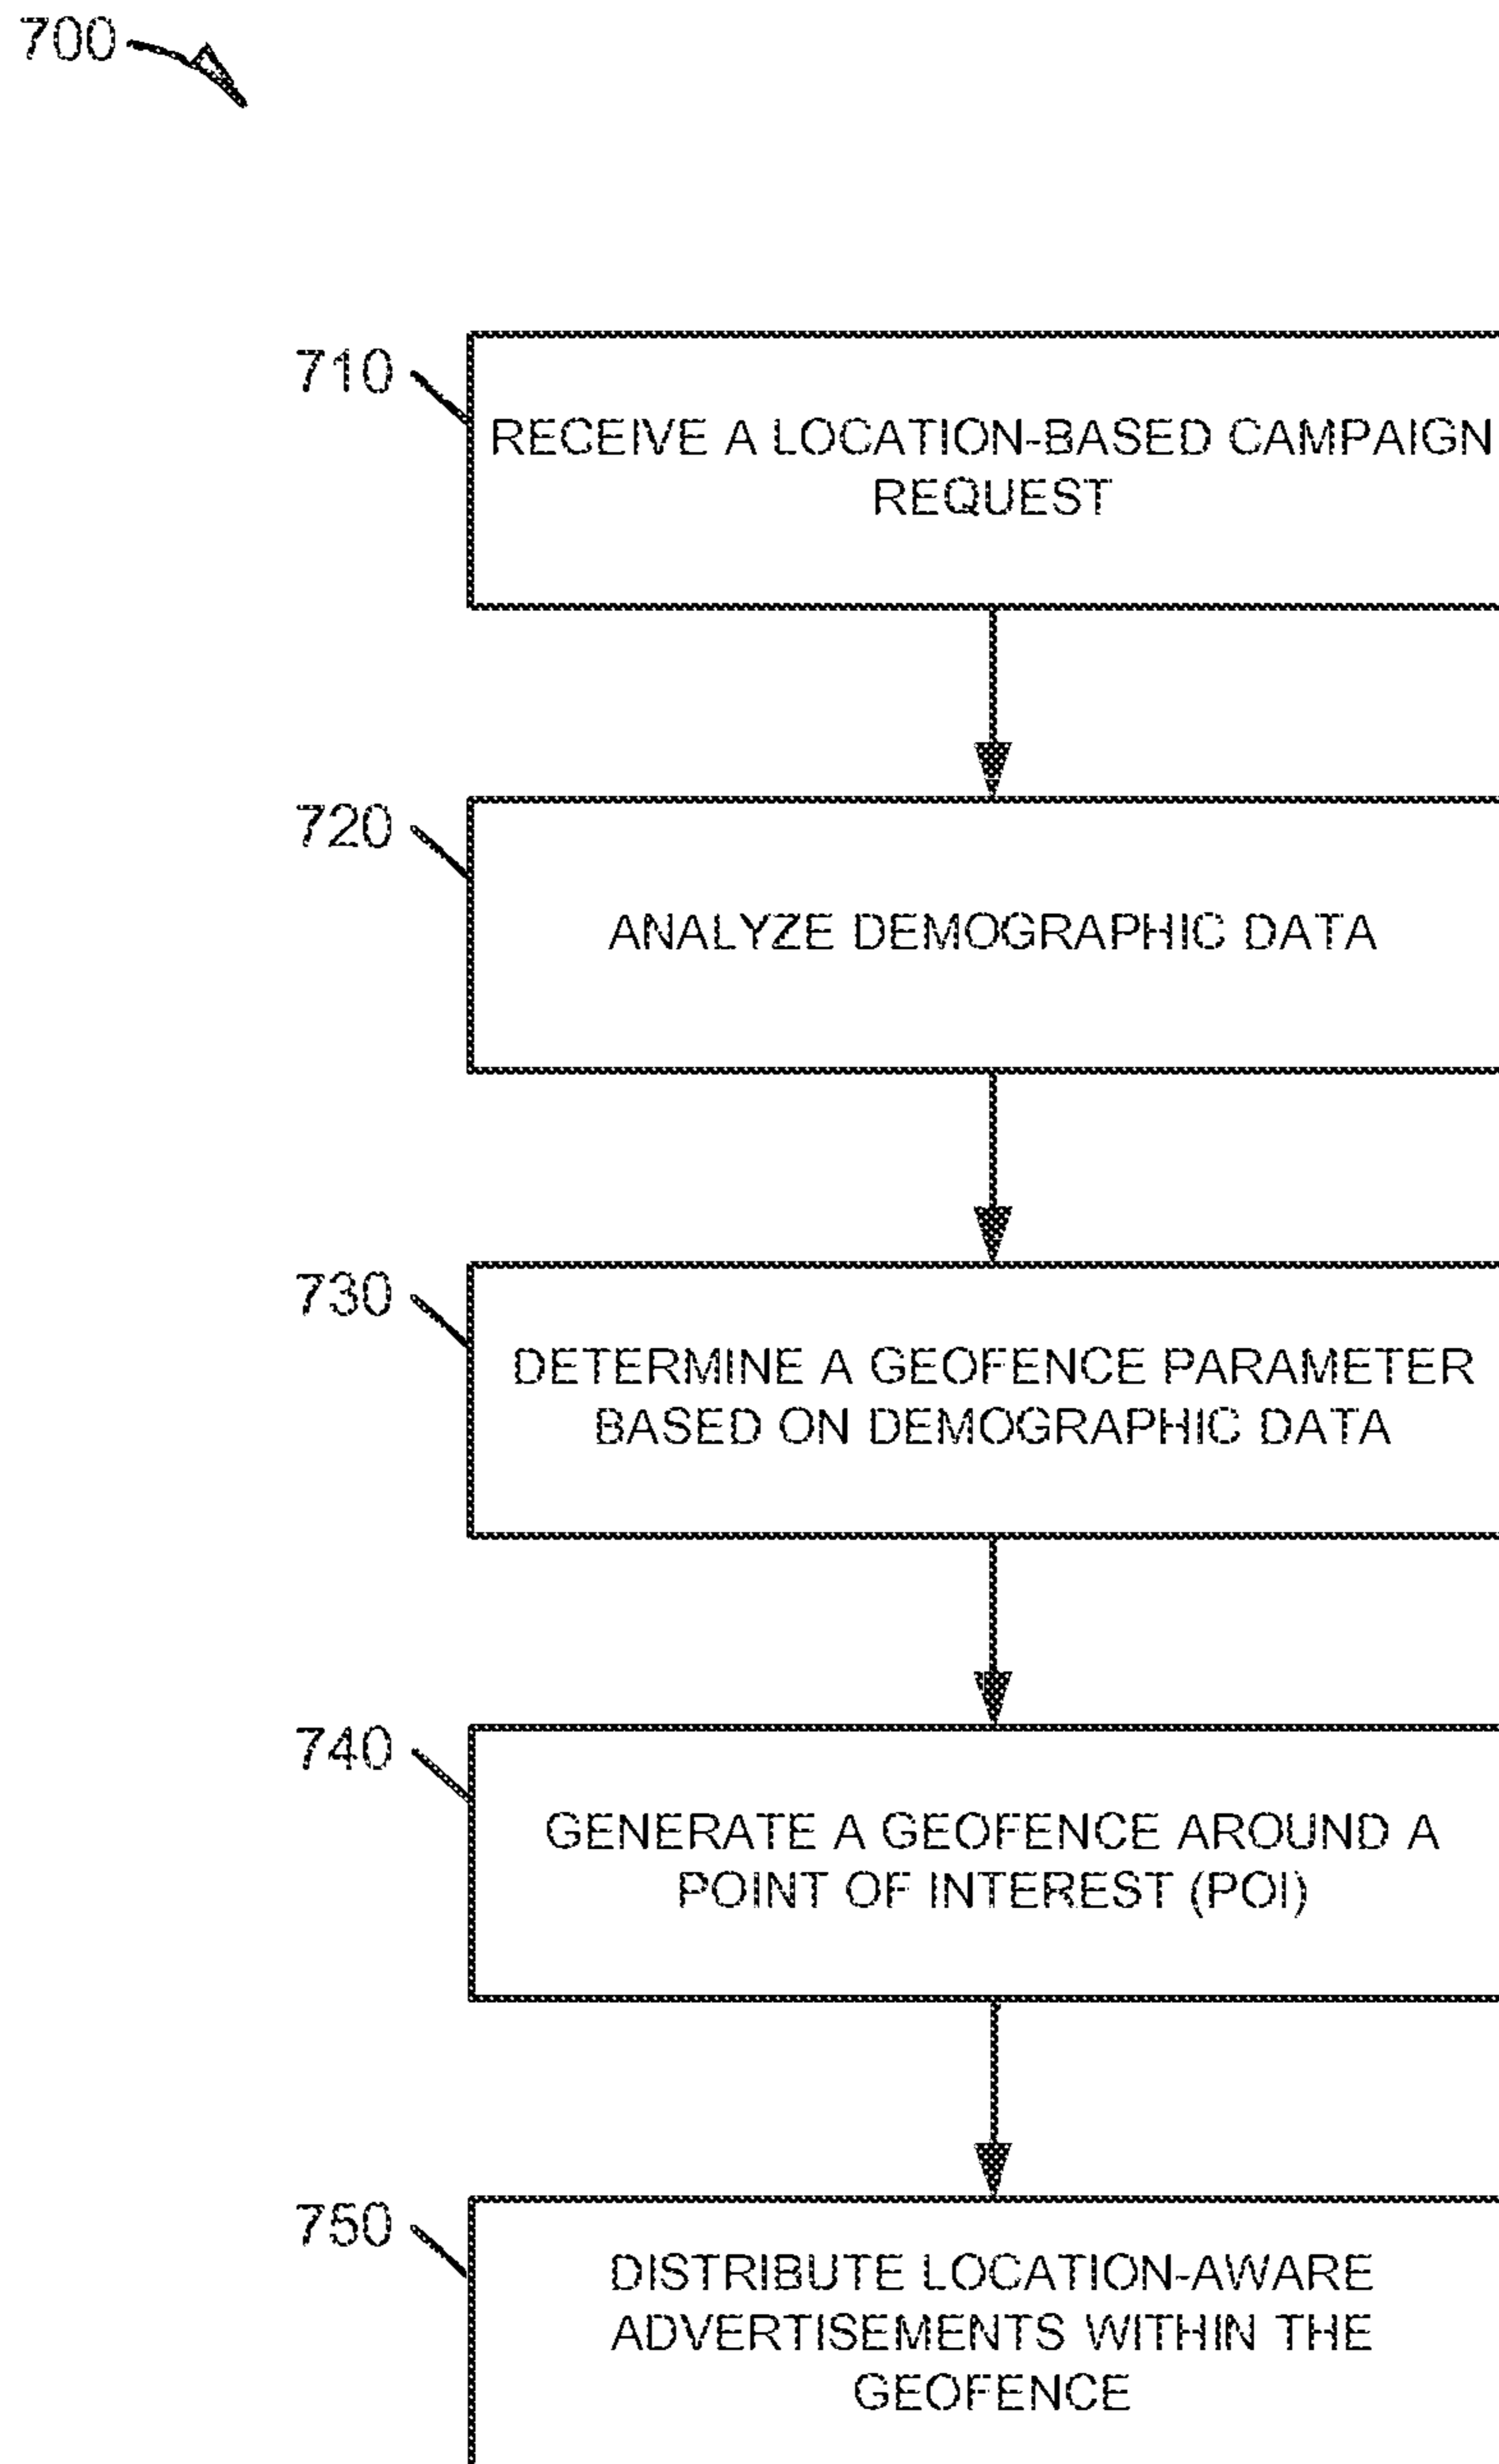 700
710
RECEIVE A LOCATION-BASED CAMPAIGN
REQUEST
720
ANALYZE DEMOGRAPHIC DATA
730
DETERMINE A GEOFENCE PARAMETER
BASED ON DEMOGRAPHIC DATA
740
GENERATE A GEOFENCE AROUND A
POINT OF INTEREST (POI)
750
DISTRIBUTE LOCATION-AWARE
ADVERTISEMENTS WITHIN THE
GEOFENCE